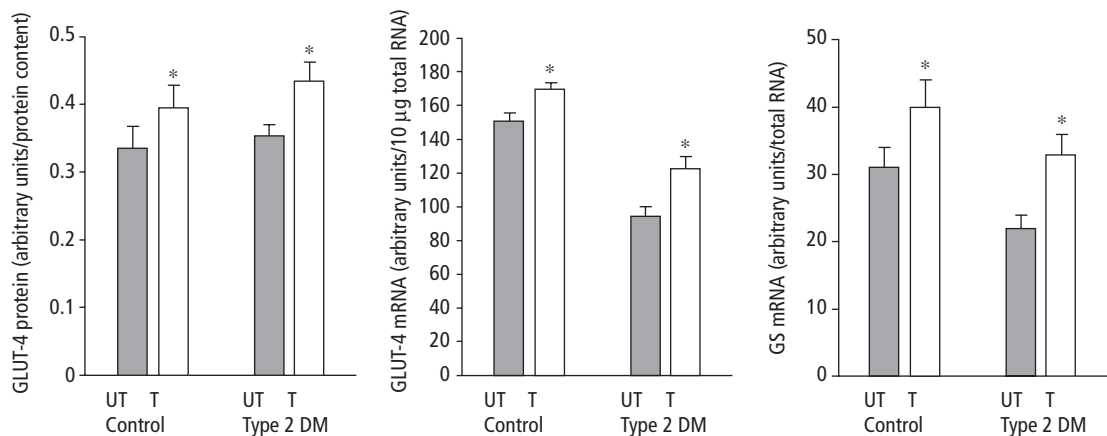 GLUT-4 protein (arbitrary units/protein content)
0.5
0.4
0.3
0.2
0.1
0
*
*
UT T
UT T
Control
Type 2 DM
GLUT-4 mRNA (arbitrary units/10 µg total RNA)
200
180
160
140
120
100
80
60
40
20
0
*
*
UT T
UT T
Control
Type 2 DM
GS mRNA (arbitrary units/total RNA)
50
40
30
20
10
0
*
*
UT T
UT T
Control
Type 2 DM